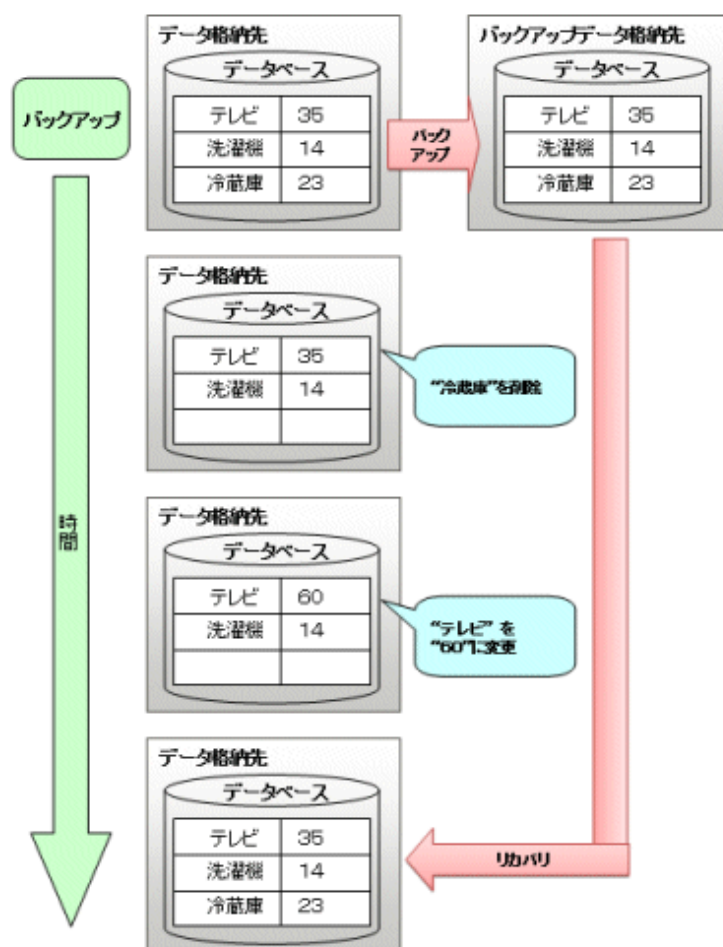 データ格納先
データベース
テレビ 35
洗濯機 14
冷蔵庫 23
バックアップデータ格納先
データベース
テレビ 35
洗濯機 14
冷蔵庫 23
バックアップ
バック
アップ
データ格納先
データベース
テレビ 35
洗濯機 14
“冷蔵庫”を削除
時間
データ格納先
データベース
テレビ 60
洗濯機 14
“テレビ” を
“60”に変更
データ格納先
データベース
テレビ 35
洗濯機 14
冷蔵庫 23
リカバリ